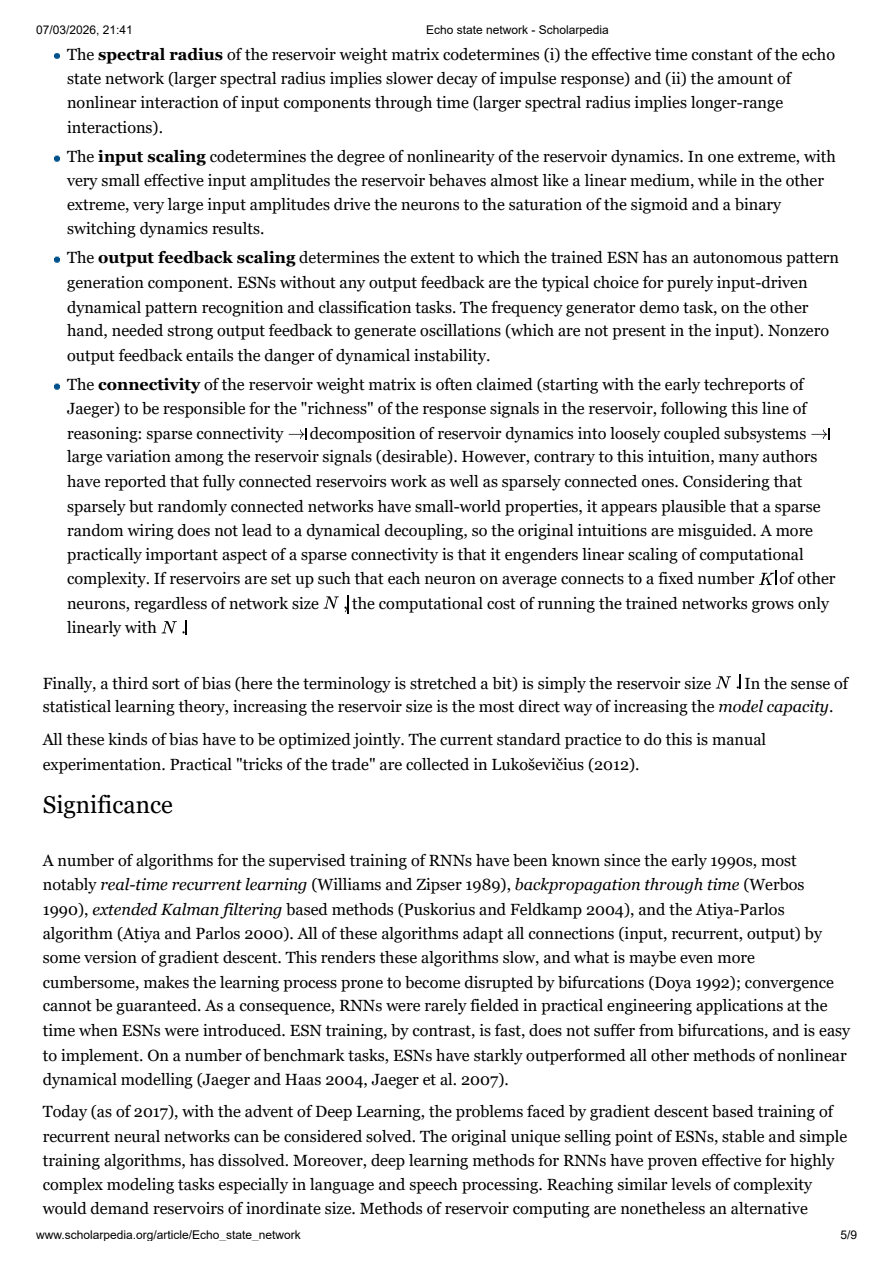 07/03/2026, 21:41 Echo state network - Scholarpedia
• The spectral radius of the reservoir weight matrix codetermines (i) the effective time constant of the echo
state network (larger spectral radius implies slower decay of impulse response) and (ii) the amount of
nonlinear interaction of input components through time (larger spectral radius implies longer-range
interactions).
• The input scaling codetermines the degree of nonlinearity of the reservoir dynamics. In one extreme, with
very small effective input amplitudes the reservoir behaves almost like a linear medium, while in the other
extreme, very large input amplitudes drive the neurons to the saturation of the sigmoid and a binary
switching dynamics results.
• The output feedback scaling determines the extent to which the trained ESN has an autonomous pattern
generation component. ESNs without any output feedback are the typical choice for purely input-driven
dynamical pattern recognition and classification tasks. The frequency generator demo task, on the other
hand, needed strong output feedback to generate oscillations (which are not present in the input). Nonzero
output feedback entails the danger of dynamical instability.
• The connectivity of the reservoir weight matrix is often claimed (starting with the early techreports of
Jaeger) to be responsible for the "richness" of the response signals in the reservoir, following this line of
reasoning: sparse connectivity → decomposition of reservoir dynamics into loosely coupled subsystems →
large variation among the reservoir signals (desirable). However, contrary to this intuition, many authors
have reported that fully connected reservoirs work as well as sparsely connected ones. Considering that
sparsely but randomly connected networks have small-world properties, it appears plausible that a sparse
random wiring does not lead to a dynamical decoupling, so the original intuitions are misguided. A more
practically important aspect of a sparse connectivity is that it engenders linear scaling of computational
complexity. If reservoirs are set up such that each neuron on average connects to a fixed number K of other
neurons, regardless of network size N , the computational cost of running the trained networks grows only
linearly with N .
Finally, a third sort of bias (here the terminology is stretched a bit) is simply the reservoir size N . In the sense of
statistical learning theory, increasing the reservoir size is the most direct way of increasing the model capacity.
All these kinds of bias have to be optimized jointly. The current standard practice to do this is manual
experimentation. Practical "tricks of the trade" are collected in Lukoševičius (2012).
Significance
A number of algorithms for the supervised training of RNNs have been known since the early 1990s, most
notably real-time recurrent learning (Williams and Zipser 1989), backpropagation through time (Werbos
1990), extended Kalman filtering based methods (Puskorius and Feldkamp 2004), and the Atiya-Parlos
algorithm (Atiya and Parlos 2000). All of these algorithms adapt all connections (input, recurrent, output) by
some version of gradient descent. This renders these algorithms slow, and what is maybe even more
cumbersome, makes the learning process prone to become disrupted by bifurcations (Doya 1992); convergence
cannot be guaranteed. As a consequence, RNNs were rarely fielded in practical engineering applications at the
time when ESNs were introduced. ESN training, by contrast, is fast, does not suffer from bifurcations, and is easy
to implement. On a number of benchmark tasks, ESNs have starkly outperformed all other methods of nonlinear
dynamical modelling (Jaeger and Haas 2004, Jaeger et al. 2007).
Today (as of 2017), with the advent of Deep Learning, the problems faced by gradient descent based training of
recurrent neural networks can be considered solved. The original unique selling point of ESNs, stable and simple
training algorithms, has dissolved. Moreover, deep learning methods for RNNs have proven effective for highly
complex modeling tasks especially in language and speech processing. Reaching similar levels of complexity
would demand reservoirs of inordinate size. Methods of reservoir computing are nonetheless an alternative
www.scholarpedia.org/article/Echo_state_network 5/9